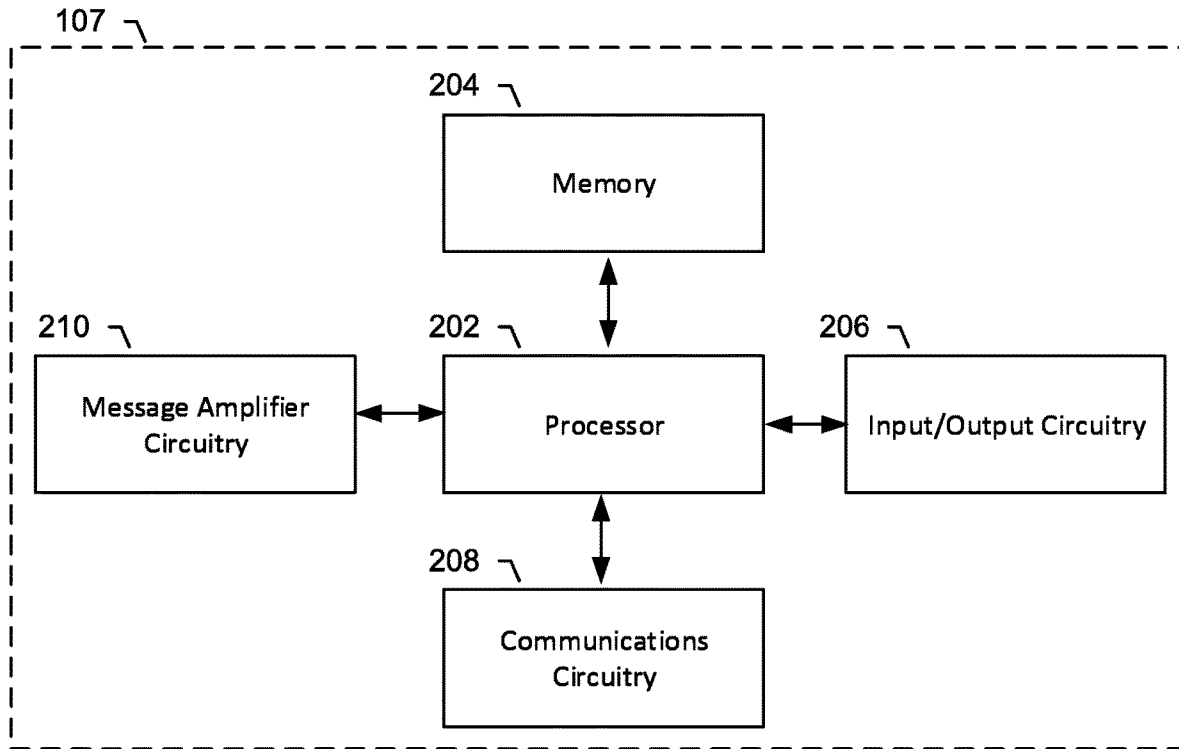 107
204
Memory
210
202
206
Message Amplifier
Circuitry
Processor
Input/Output Circuitry
208
Communications
Circuitry